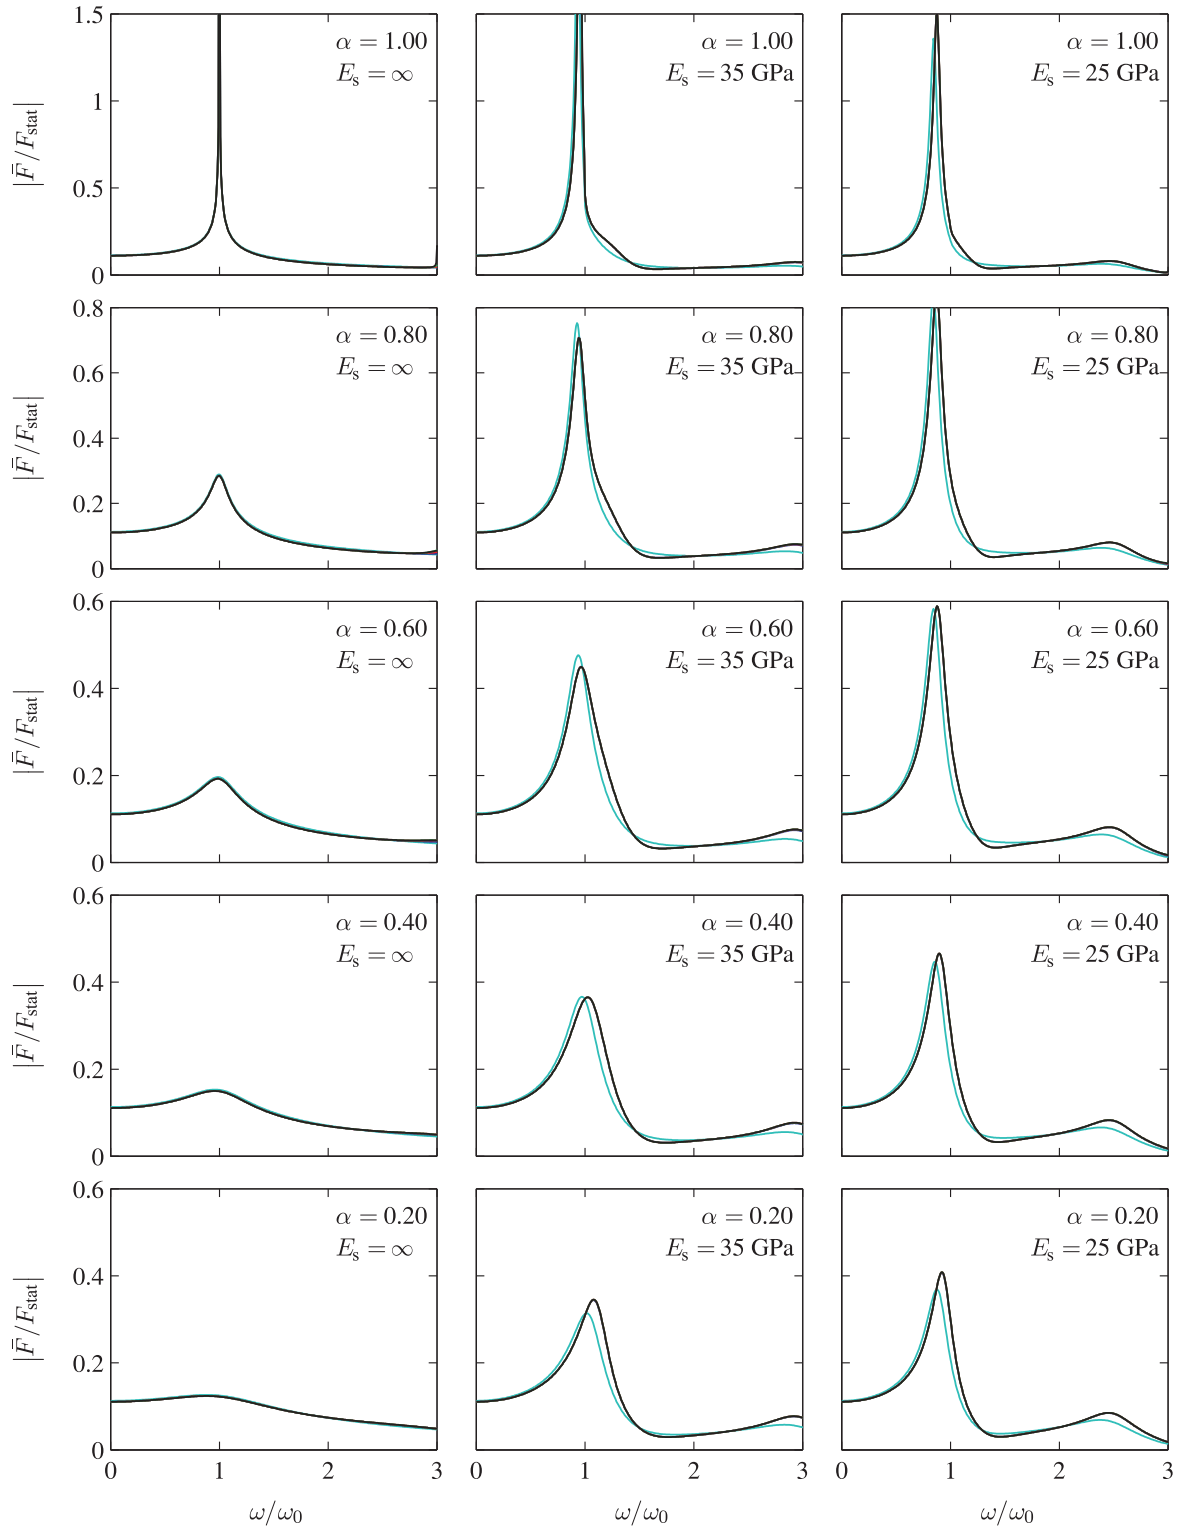 1.5
1
0.5
0
|F̄/F_stat|
α = 1.00
E_s = ∞
α = 1.00
E_s = 35 GPa
α = 1.00
E_s = 25 GPa
0.8
0.6
0.4
0.2
0
|F̄/F_stat|
α = 0.80
E_s = ∞
α = 0.80
E_s = 35 GPa
α = 0.80
E_s = 25 GPa
0.6
0.4
0.2
0
|F̄/F_stat|
α = 0.60
E_s = ∞
α = 0.60
E_s = 35 GPa
α = 0.60
E_s = 25 GPa
0.6
0.4
0.2
0
|F̄/F_stat|
α = 0.40
E_s = ∞
α = 0.40
E_s = 35 GPa
α = 0.40
E_s = 25 GPa
0.6
0.4
0.2
0
|F̄/F_stat|
α = 0.20
E_s = ∞
α = 0.20
E_s = 35 GPa
α = 0.20
E_s = 25 GPa
0 1 2 3
0 1 2 3
0 1 2 3
ω/ω₀
ω/ω₀
ω/ω₀